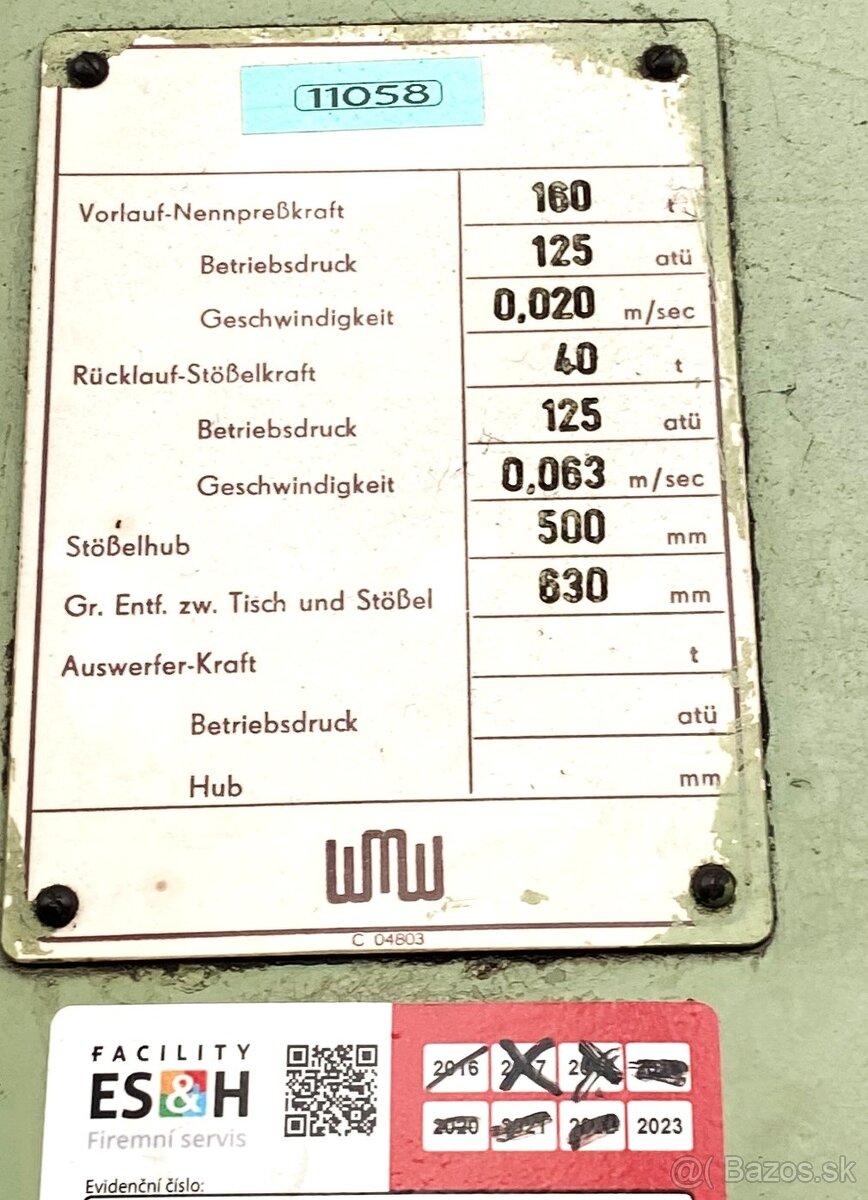 11058
Vorlauf-Nennpreßkraft 160 t
Betriebsdruck 125 atü
Geschwindigkeit 0,020 m/sec
Rücklauf-Stößelkraft 40 t
Betriebsdruck 125 atü
Geschwindigkeit 0,063 m/sec
Stößelhub 500 mm
Gr. Entf. zw. Tisch und Stößel 630 mm
Auswerfer-Kraft t
Betriebsdruck atü
Hub mm
WMW
C 04803
FACILITY
ES&H
Firemní servis
2016
2020 2021 2023
Evidenční číslo:
@( Bazos.sk